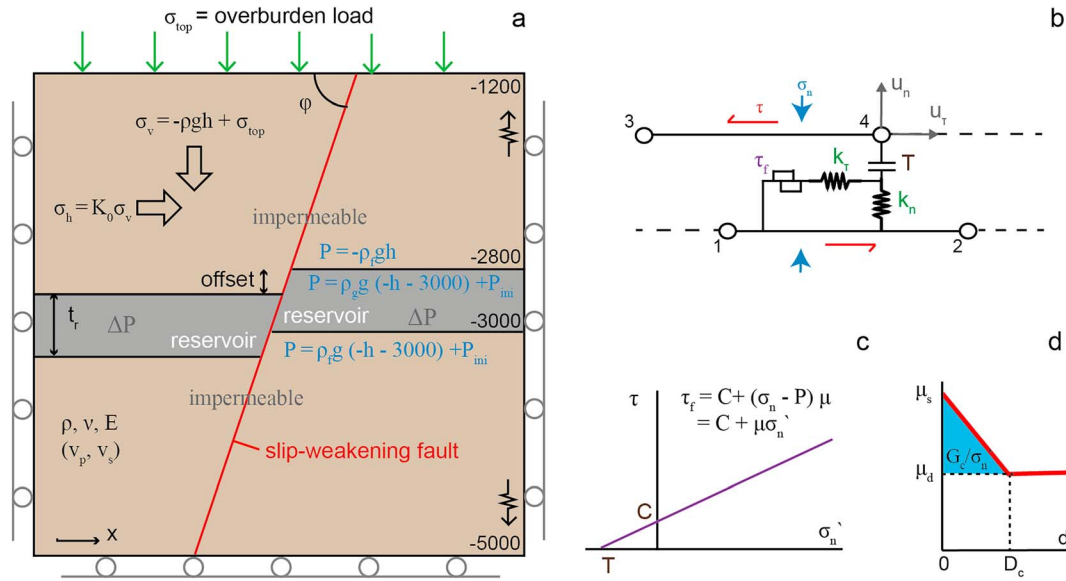 σtop = overburden load
a
-1200
φ
σv = -ρgh + σtop
σh = K0σv
impermeable
P = -ρfgh
-2800
offset
P = ρgg (-h - 3000) +Pini
tr
ΔP
reservoir
reservoir
ΔP
-3000
P = ρfg (-h - 3000) +Pini
impermeable
ρ, ν, E
(vp, vs)
slip-weakening fault
x
-5000
b
σn
un
τ
3
4
uτ
τf
kτ
T
kn
1
2
c
τ
τf = C+ (σn - P) μ
= C + μσn`
C
σn`
T
d
μs
Gc/σn
μd
0
Dc
d